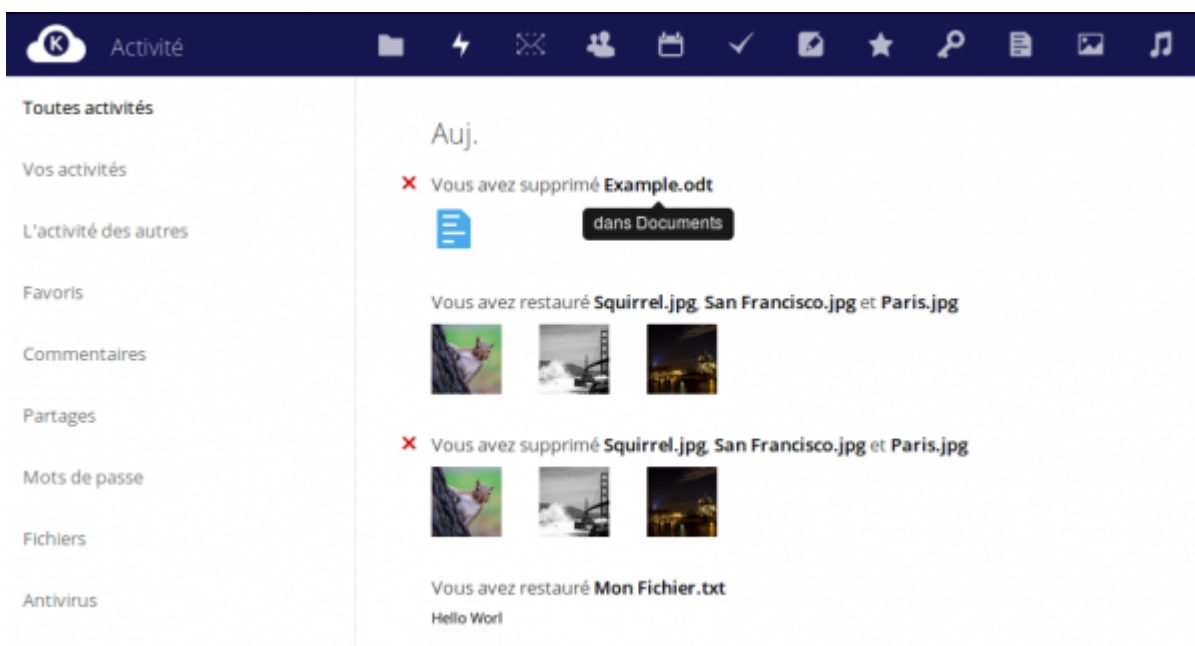 K
Activité
Toutes activités
Vos activités
L'activité des autres
Favoris
Commentaires
Partages
Mots de passe
Fichiers
Antivirus
Auj.
Vous avez supprimé Example.odt
dans Documents
Vous avez restauré Squirrel.jpg, San Francisco.jpg et Paris.jpg
Vous avez supprimé Squirrel.jpg, San Francisco.jpg et Paris.jpg
Vous avez restauré Mon Fichier.txt
Hello Worl